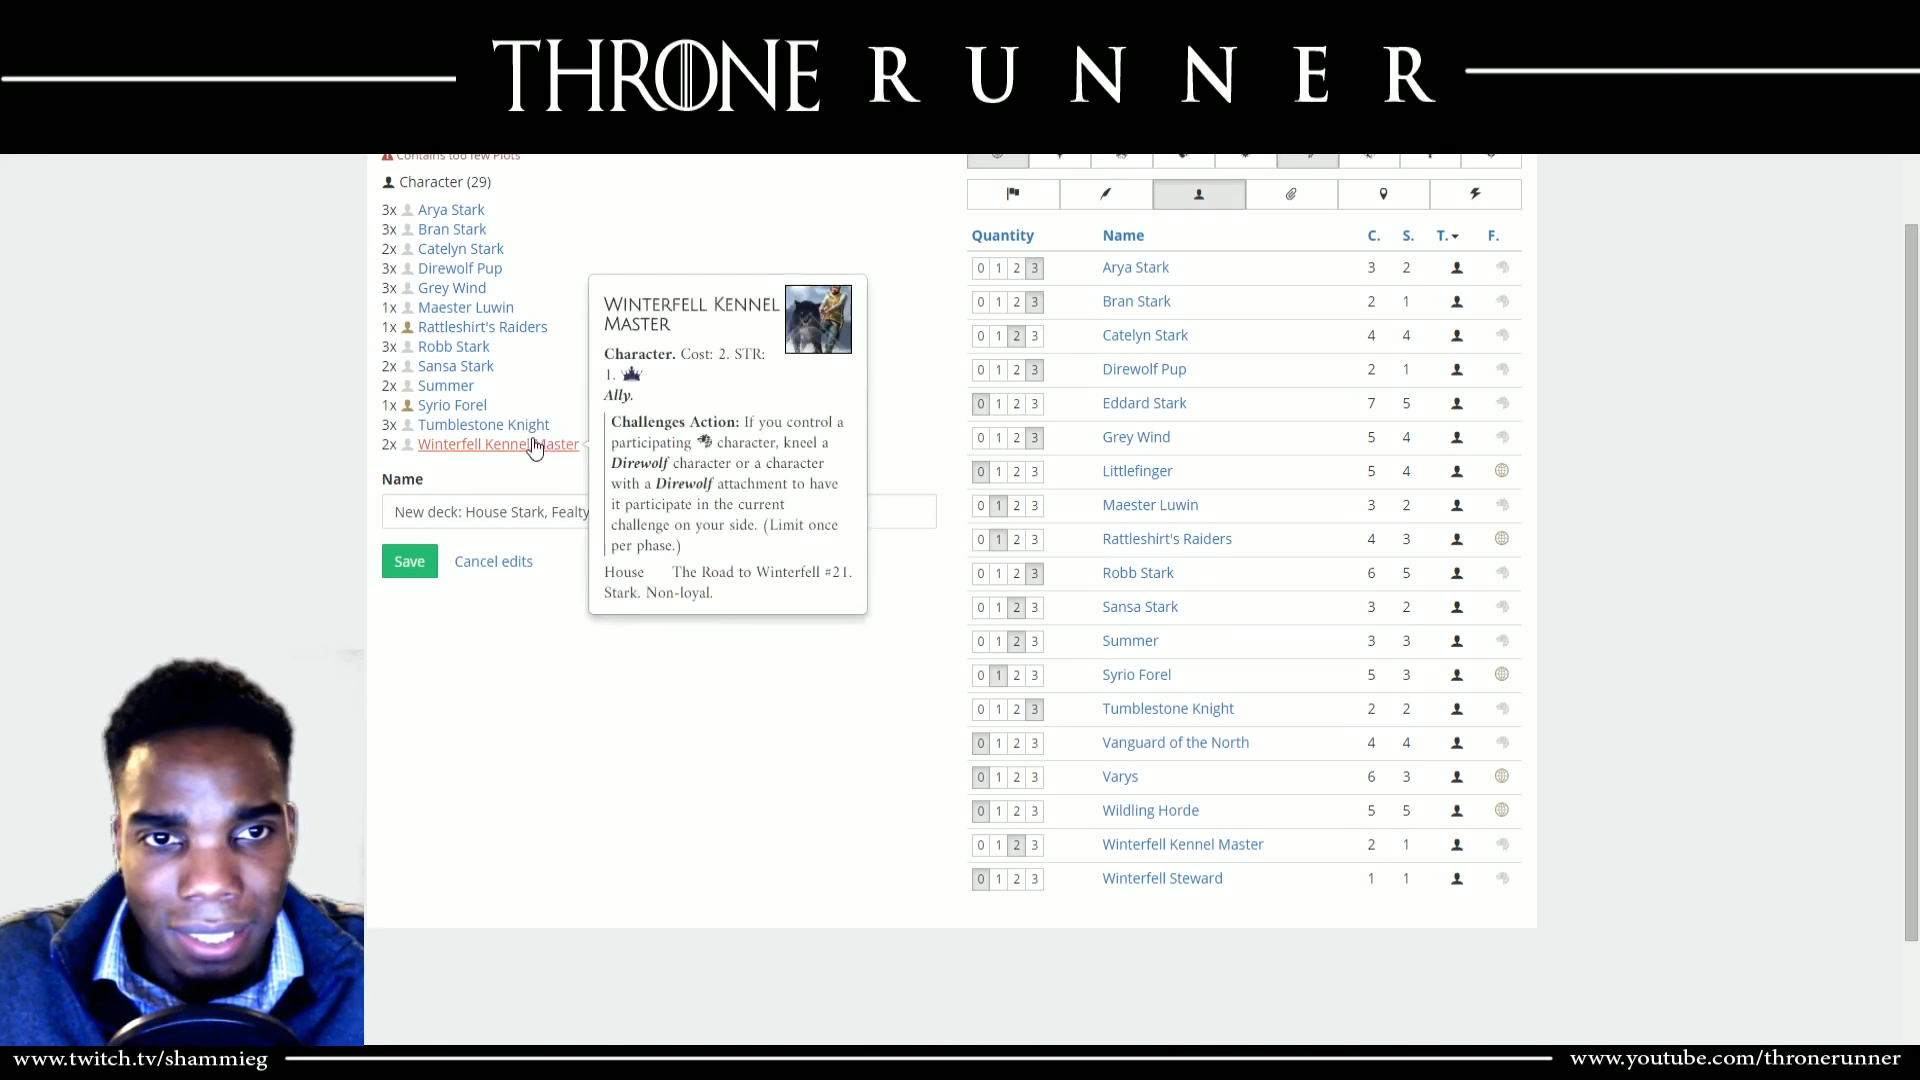 THRONE RUNNER
Contains too few Plots
Character (29)
3x Arya Stark
3x Bran Stark
2x Catelyn Stark
3x Direwolf Pup
3x Grey Wind
1x Maester Luwin
1x Rattleshirt's Raiders
3x Robb Stark
2x Sansa Stark
2x Summer
1x Syrio Forel
3x Tumblestone Knight
2x Winterfell Kennel Master
Name
New deck: House Stark, Fealty
Save Cancel edits
WINTERFELL KENNEL
MASTER
Character. Cost: 2. STR:
1.
Ally.
Challenges Action: If you control a
participating character, kneel a
Direwolf character or a character
with a Direwolf attachment to have
it participate in the current
challenge on your side. (Limit once
per phase.)
House The Road to Winterfell #21.
Stark. Non-loyal.
Quantity Name C. S. T. F.
0 1 2 3 Arya Stark 3 2
0 1 2 3 Bran Stark 2 1
0 1 2 3 Catelyn Stark 4 4
0 1 2 3 Direwolf Pup 2 1
0 1 2 3 Eddard Stark 7 5
0 1 2 3 Grey Wind 5 4
0 1 2 3 Littlefinger 5 4
0 1 2 3 Maester Luwin 3 2
0 1 2 3 Rattleshirt's Raiders 4 3
0 1 2 3 Robb Stark 6 5
0 1 2 3 Sansa Stark 3 2
0 1 2 3 Summer 3 3
0 1 2 3 Syrio Forel 5 3
0 1 2 3 Tumblestone Knight 2 2
0 1 2 3 Vanguard of the North 4 4
0 1 2 3 Varys 6 3
0 1 2 3 Wildling Horde 5 5
0 1 2 3 Winterfell Kennel Master 2 1
0 1 2 3 Winterfell Steward 1 1
www.twitch.tv/shammieg
www.youtube.com/thronerunner